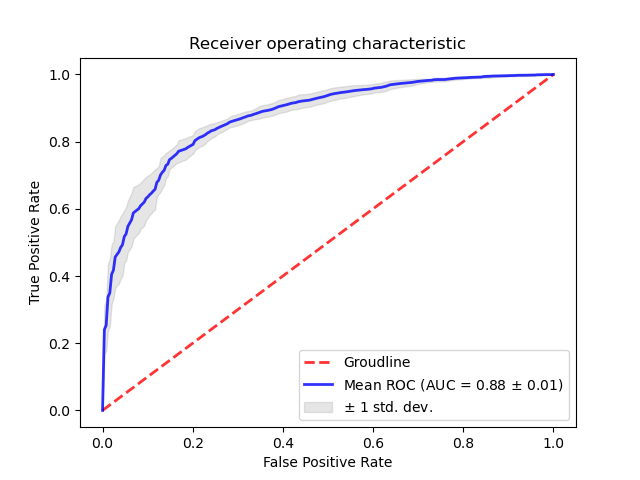 Receiver operating characteristic
1.0
0.8
0.6
0.4
0.2
0.0
True Positive Rate
Groudline
Mean ROC (AUC = 0.88 ± 0.01)
± 1 std. dev.
0.0 0.2 0.4 0.6 0.8 1.0
False Positive Rate